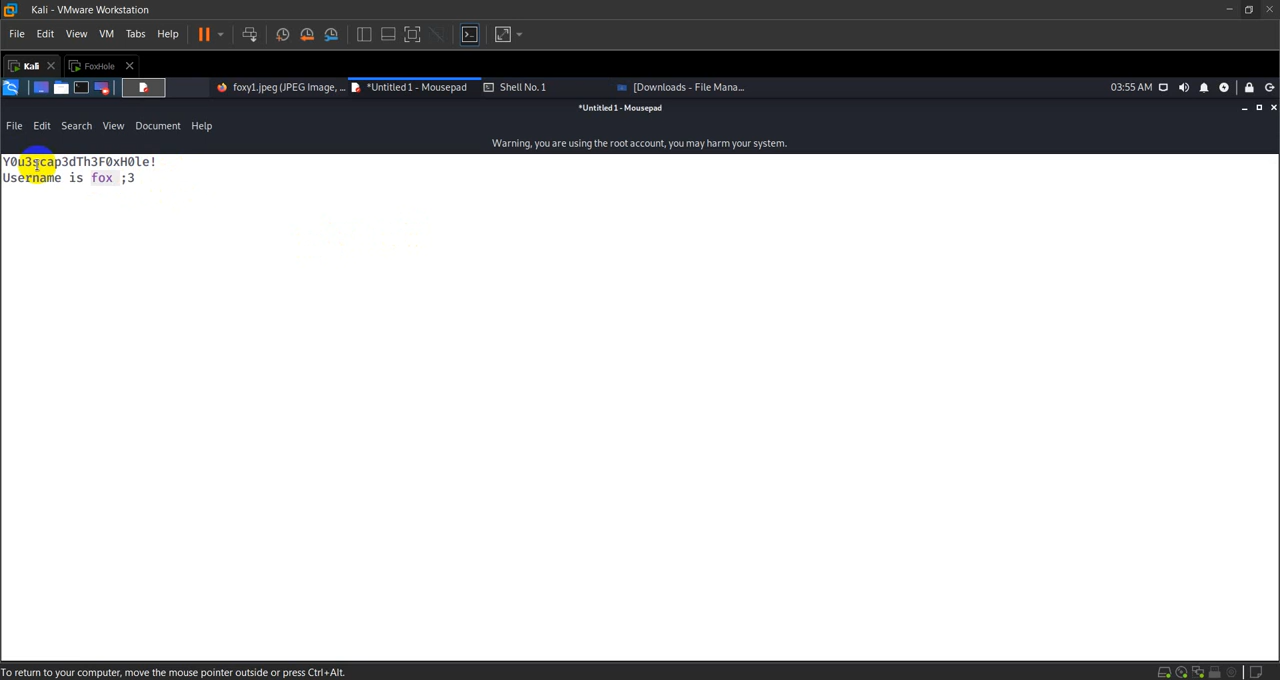 Kali - VMware Workstation
File Edit View VM Tabs Help
Kali FoxHole
foxy1.jpeg (JPEG Image, ... *Untitled 1 - Mousepad Shell No. 1 [Downloads - File Mana... 03:55 AM
*Untitled 1 - Mousepad
File Edit Search View Document Help
Warning, you are using the root account, you may harm your system.
Y0u3scap3dTh3F0xH0le!
Username is fox ;3
To return to your computer, move the mouse pointer outside or press Ctrl+Alt.